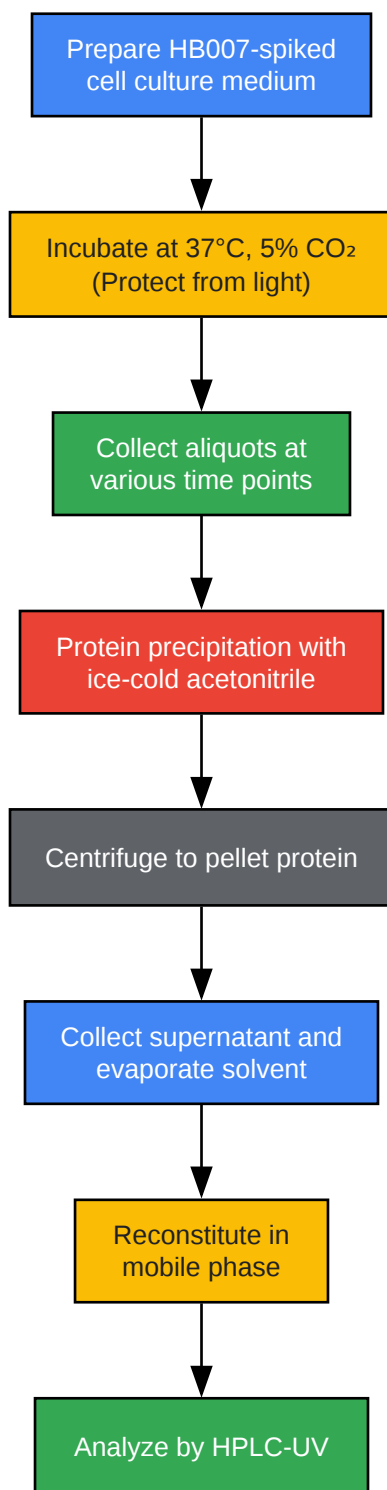 Prepare HB007-spiked
cell culture medium
Incubate at 37°C, 5% CO₂
(Protect from light)
Collect aliquots at
various time points
Protein precipitation with
ice-cold acetonitrile
Centrifuge to pellet protein
Collect supernatant and
evaporate solvent
Reconstitute in
mobile phase
Analyze by HPLC-UV